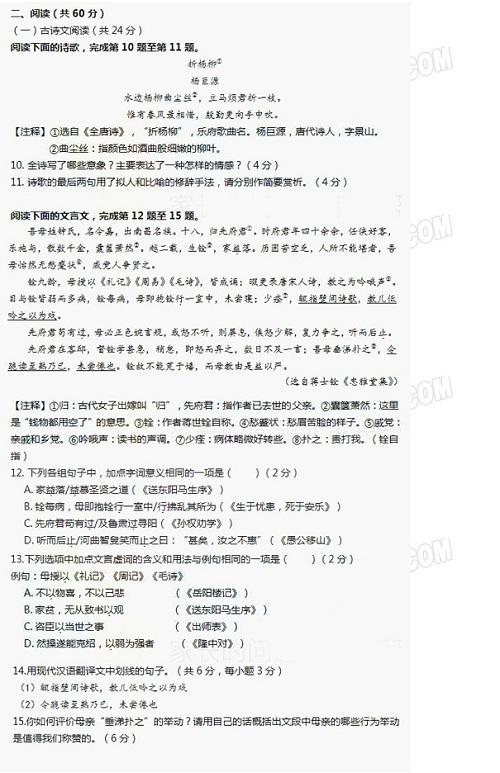 二、阅读（共 60 分）
（一）古诗文阅读（共 24 分）
阅读下面的诗歌，完成第 10 题至第 11 题。
折杨柳①
杨巨源
水边杨柳曲尘丝②，立马烦君折一枝。
惟有春风最相惜，殷勤更向手中吹。
【注释】①选自《全唐诗》，“折杨柳”，乐府歌曲名。杨巨源，唐代诗人，字景山。
②曲尘丝：指颜色如酒曲般细嫩的柳叶。
10. 全诗写了哪些意象？主要表达了一种怎样的情感？（4 分）
11. 诗歌的最后两句用了拟人和比喻的修辞手法，请分别作简要赏析。（4 分）
阅读下面的文言文，完成第 12 题至 15 题。
吾母姓钟氏，名令嘉，出南昌名族。十八，归先府君①。时府君年四十余，任侠好客，
乐施与，散数千金，囊箧萧然②。越二载，生铨③，家益落。历困苦空乏，人所不能堪者，吾
母怡然无愁蹙状④，戚党人争贤之。
铨九龄，母授以《礼记》《周易》《毛诗》，皆成诵；暇更录唐宋人诗，教之为吟哦声⑥。
母与铨皆弱而多病，铨每病，母即抱铨行一室中，未尝寝；少痊⑦，辄指壁间诗歌，教儿低
吟之以为戏。
先府君苟有过，母必正色婉言规，或怒不听，则屏息，俟怒少解，复力争之，听而后止。
先府君在客邸，督铨学甚急，稍怠，即怒而弃之，数日不及一言；吾母垂涕扑之⑧，令
跪读至熟乃已，未尝倦也。铨故不能荒于嬉，而母教由是益以严。
（选自蒋士铨《忠雅堂集》）
【注释】①归：古代女子出嫁叫“归”，先府君：指作者已去世的父亲。②囊箧萧然：这里
是“钱物都用空了”的意思。③铨：作者蒋世铨自称。④愁蹙状：愁眉苦脸的样子。⑤戚党：
亲戚和乡党。⑥吟哦声：读书的声调。⑦少痊：病体略微好转些。⑧扑之：责打我。（铨自
指）
12. 下列各组句子中，加点字词意义相同的一项是（　　）（2 分）
A. 家益落/益慕圣贤之道（《送东阳马生序》）
B. 铨每病，母即抱铨行一室中/行拂乱其所为（《生于忧患，死于安乐》）
C. 先府君苟有过/及鲁肃过寻阳（《孙权劝学》）
D. 听而后止/河曲智叟笑而止之曰：“甚矣，汝之不惠”（《愚公移山》）
13.下列选项中加点文言虚词的含义和用法与例句相同的一项是（　　）（2 分）
例句：母授以《礼记》《周记》《毛诗》
A. 不以物喜，不以己悲　　（《岳阳楼记》）
B. 家贫，无从致书以观　　（《送东阳马生序》）
C. 咨臣以当世之事　　（《出师表》）
D. 然操遂能克绍，以弱为强者　　（《隆中对》）
14.用现代汉语翻译文中划线的句子。（共 6 分，每小题 3 分）
（1）辄指壁间诗歌，教儿低吟之以为戏
（2）令跪读至熟乃已，未尝倦也
15.你如何评价母亲“垂涕扑之”的举动？请用自己的话概括出文段中母亲的哪些行为举动
是值得我们称赞的。（6 分）
.COM
.COM
.COM